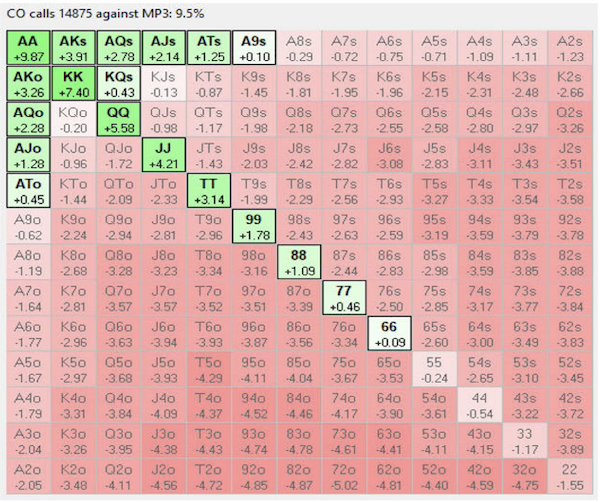 CO calls 14875 against MP3: 9.5%
AA AKs AQs AJs ATs A9s A8s A7s A6s A5s A4s A3s A2s
+9.87 +3.91 +2.78 +2.14 +1.25 +0.10 -0.29 -0.72 -0.75 -0.71 -1.09 -1.11 -1.23
AKo KK KQs KJs KTs K9s K8s K7s K6s K5s K4s K3s K2s
+3.26 +7.40 +0.43 -0.13 -0.87 -1.45 -1.81 -1.95 -1.96 -2.15 -2.31 -2.48 -2.66
AQo KQo QQ QJs QTs Q9s Q8s Q7s Q6s Q5s Q4s Q3s Q2s
+2.28 -0.20 +5.58 -0.98 -1.17 -1.98 -2.18 -2.73 -2.55 -2.58 -2.80 -2.97 -3.26
AJo KJo QJo JJ JTs J9s J8s J7s J6s J5s J4s J3s J2s
+1.28 -0.96 -1.72 +4.21 -1.43 -2.03 -2.42 -2.82 -3.08 -2.83 -3.11 -3.43 -3.51
ATo KTo QTo JTo TT T9s T8s T7s T6s T5s T4s T3s T2s
+0.45 -1.44 -2.09 -2.33 +3.14 -1.99 -2.29 -2.56 -2.93 -3.27 -3.33 -3.54 -3.58
A9o K9o Q9o J9o T9o 99 98s 97s 96s 95s 94s 93s 92s
-0.62 -2.24 -2.94 -2.81 -2.96 +1.78 -2.43 -2.63 -2.59 -3.19 -3.59 -3.79 -3.78
A8o K8o Q8o J8o T8o 98o 88 87s 86s 85s 84s 83s 82s
-1.19 -2.68 -3.28 -3.23 -3.34 -3.16 +1.09 -2.44 -2.83 -2.98 -3.59 -3.85 -3.88
A7o K7o Q7o J7o T7o 97o 87o 77 76s 75s 74s 73s 72s
-1.64 -2.81 -3.57 -3.57 -3.52 -3.51 -3.39 +0.46 -2.50 -2.85 -3.17 -3.77 -3.84
A6o K6o Q6o J6o T6o 96o 86o 76o 66 65s 64s 63s 62s
-1.77 -2.96 -3.63 -3.94 -3.93 -3.87 -3.56 -3.34 +0.09 -2.60 -3.00 -3.49 -3.83
A5o K5o Q5o J5o T5o 95o 85o 75o 65o 55 54s 53s 52s
-1.67 -2.97 -3.68 -3.93 -4.29 -4.11 -4.04 -3.67 -3.53 -0.24 -2.65 -3.10 -3.45
A4o K4o Q4o J4o T4o 94o 84o 74o 64o 54o 44 43s 42s
-1.79 -3.31 -3.84 -4.09 -4.37 -4.52 -4.46 -4.17 -3.90 -3.61 -0.54 -3.22 -3.72
A3o K3o Q3o J3o T3o 93o 83o 73o 63o 53o 43o 33 32s
-2.04 -3.26 -3.95 -4.38 -4.43 -4.74 -4.78 -4.61 -4.41 -4.11 -4.15 -1.17 -3.89
A2o K2o Q2o J2o T2o 92o 82o 72o 62o 52o 42o 32o 22
-2.05 -3.48 -4.11 -4.56 -4.72 -4.85 -4.87 -5.02 -4.81 -4.40 -4.59 -4.75 -1.55